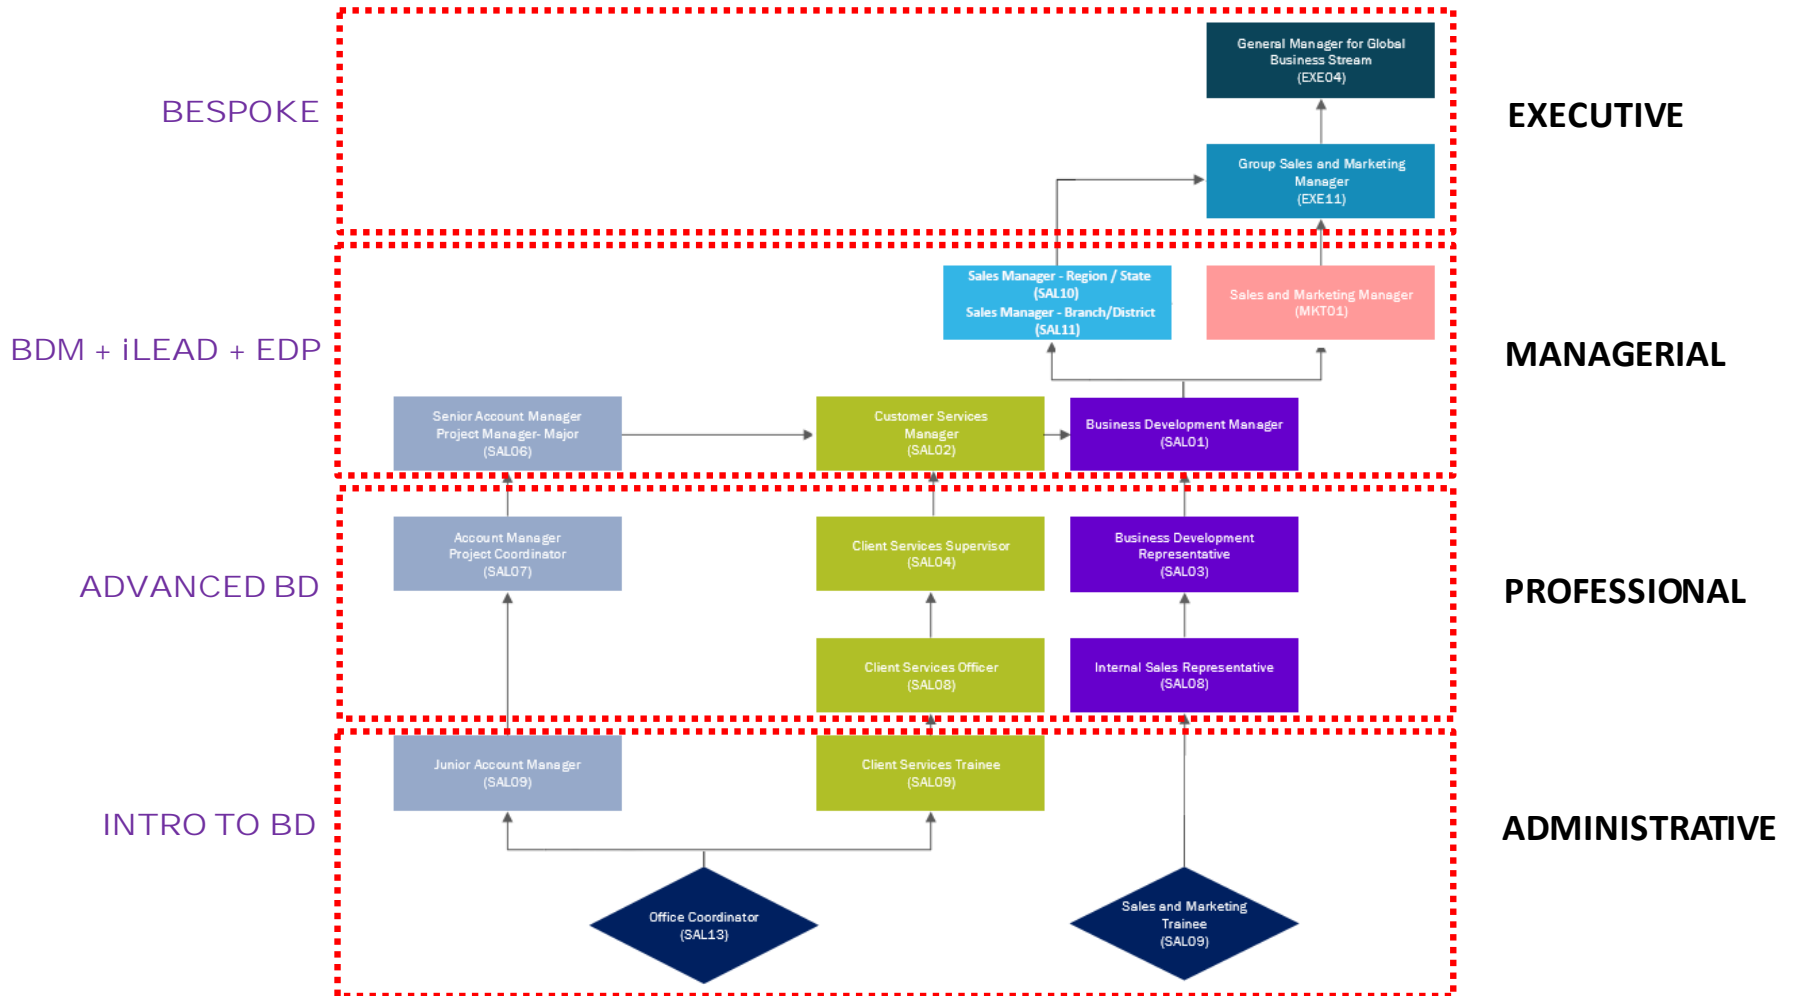 General Manager for Global
Business Stream
(EXE04)
BESPOKE
EXECUTIVE
Group Sales and Marketing
Manager
(EXE11)
Sales Manager - Region / State
(SAL10)
Sales Manager - Branch/District
(SAL11)
Sales and Marketing Manager
(MKT01)
BDM + iLEAD + EDP
MANAGERIAL
Senior Account Manager
Project Manager- Major
(SAL06)
Customer Services
Manager
(SAL02)
Business Development Manager
(SAL01)
Account Manager
Project Coordinator
(SAL07)
Client Services Supervisor
(SAL04)
Business Development
Representative
(SAL03)
ADVANCED BD
PROFESSIONAL
Client Services Officer
(SAL08)
Internal Sales Representative
(SAL08)
Junior Account Manager
(SAL09)
Client Services Trainee
(SAL09)
INTRO TO BD
ADMINISTRATIVE
Office Coordinator
(SAL13)
Sales and Marketing
Trainee
(SAL09)